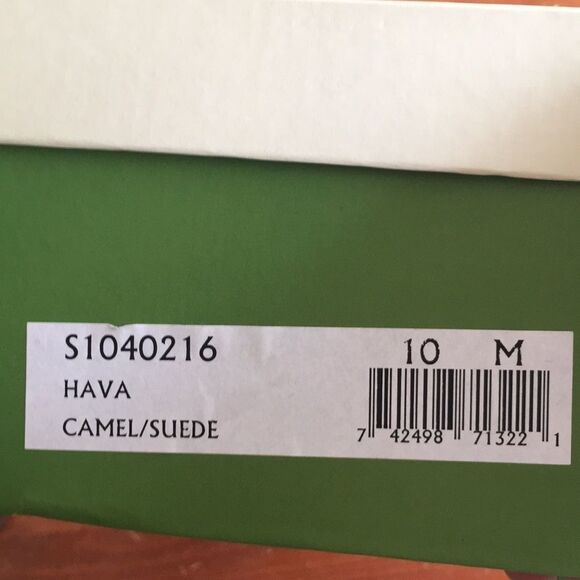 S1040216 10 M
HAVA
CAMEL/SUEDE
7 42498 71322 1